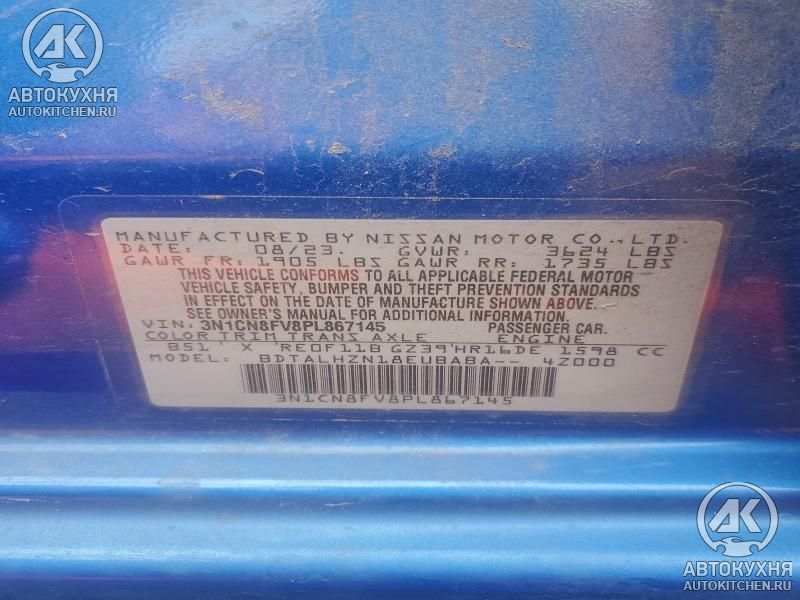 AK
АВТОКУХНЯ
AUTOKITCHEN.RU
MANUFACTURED BY NISSAN MOTOR CO., LTD.
DATE: 08/23. GVWR: 3624 LBS
GAWR FR: 1905 LBS GAWR RR: 1735 LBS
THIS VEHICLE CONFORMS TO ALL APPLICABLE FEDERAL MOTOR
VEHICLE SAFETY, BUMPER AND THEFT PREVENTION STANDARDS
IN EFFECT ON THE DATE OF MANUFACTURE SHOWN ABOVE.
SEE OWNER'S MANUAL FOR ADDITIONAL INFORMATION.
VIN: 3N1CN8FV8PL867145 PASSENGER CAR.
COLOR TRIM TRANS AXLE ENGINE
B51' X 'RE0F11B GZ39'HR16DE 1598 CC
MODEL: BDTALHZN18EUBABA-- 4Z000
3N1CN8FV8PL867145
AK
АВТОКУХНЯ
AUTOKITCHEN.RU